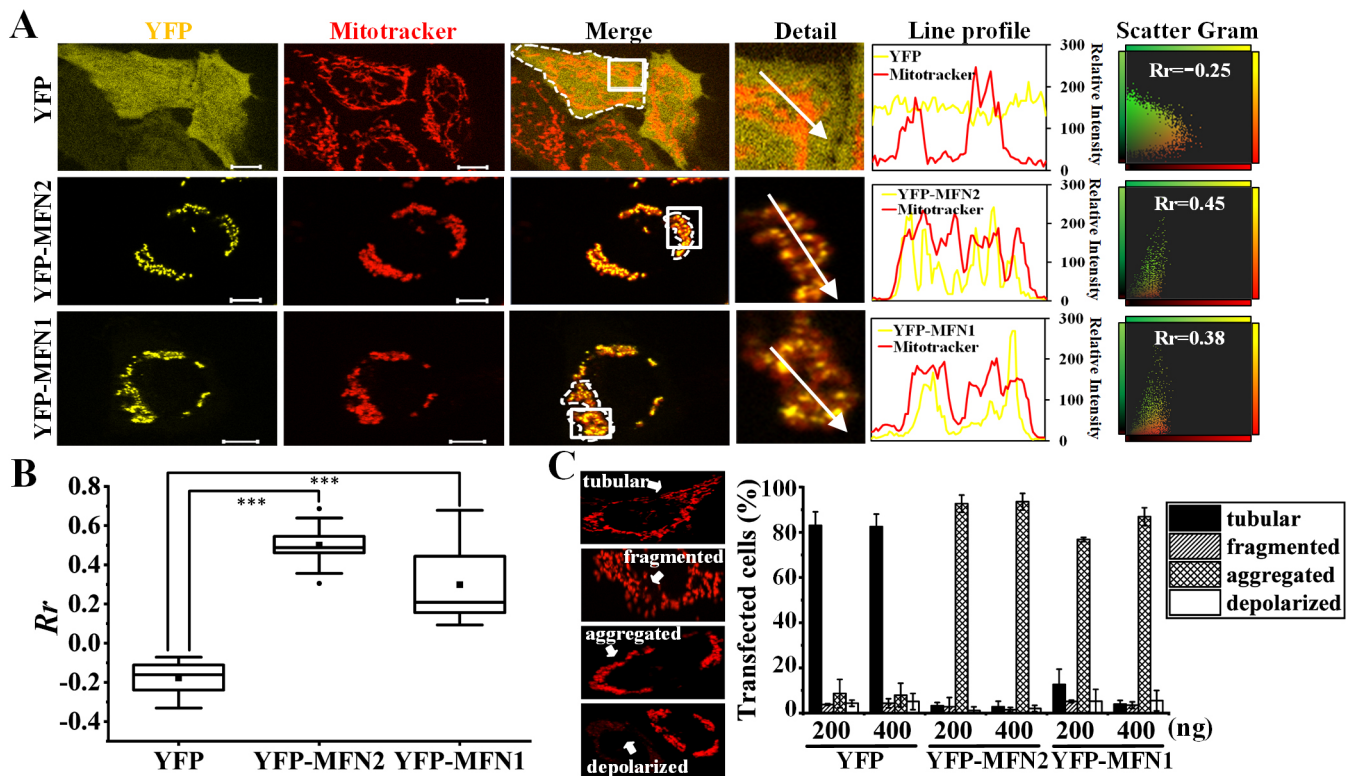 A
YFP
Mitotracker
Merge
Detail
Line profile
Scatter Gram
YFP
YFP
Mitotracker
300
200
100
0
Relative Intensity
Rr=-0.25
YFP-MFN2
YFP-MFN2
Mitotracker
300
200
100
0
Relative Intensity
Rr=0.45
YFP-MFN1
YFP-MFN1
Mitotracker
300
200
100
0
Relative Intensity
Rr=0.38
B
Rr
0.8
0.6
0.4
0.2
0.0
-0.2
-0.4
***
***
YFP
YFP-MFN2
YFP-MFN1
C
tubular
fragmented
aggregated
depolarized
Transfected cells (%)
100
80
60
40
20
0
200 400 200 400 200 400 (ng)
YFP YFP-MFN2 YFP-MFN1
tubular
fragmented
aggregated
depolarized